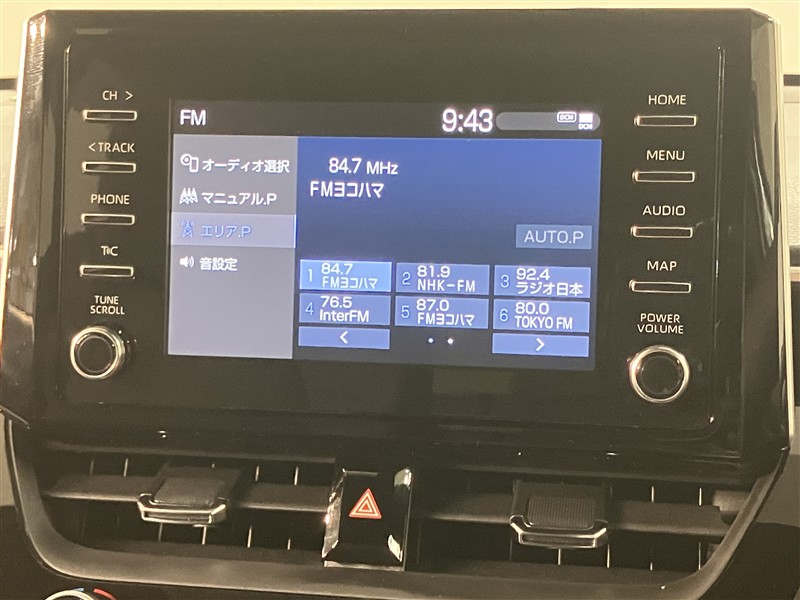 CH >
< TRACK
PHONE
T|C
TUNE
SCROLL
FM
9:43
DCM
DCM
オーディオ選択
マニュアル.P
エリア.P
音設定
84.7 MHz
FMヨコハマ
AUTO.P
1 84.7
FMヨコハマ
2 81.9
NHK-FM
3 92.4
ラジオ日本
4 76.5
InterFM
5 87.0
FMヨコハマ
6 80.0
TOKYO FM
<
>
HOME
MENU
AUDIO
MAP
POWER
VOLUME